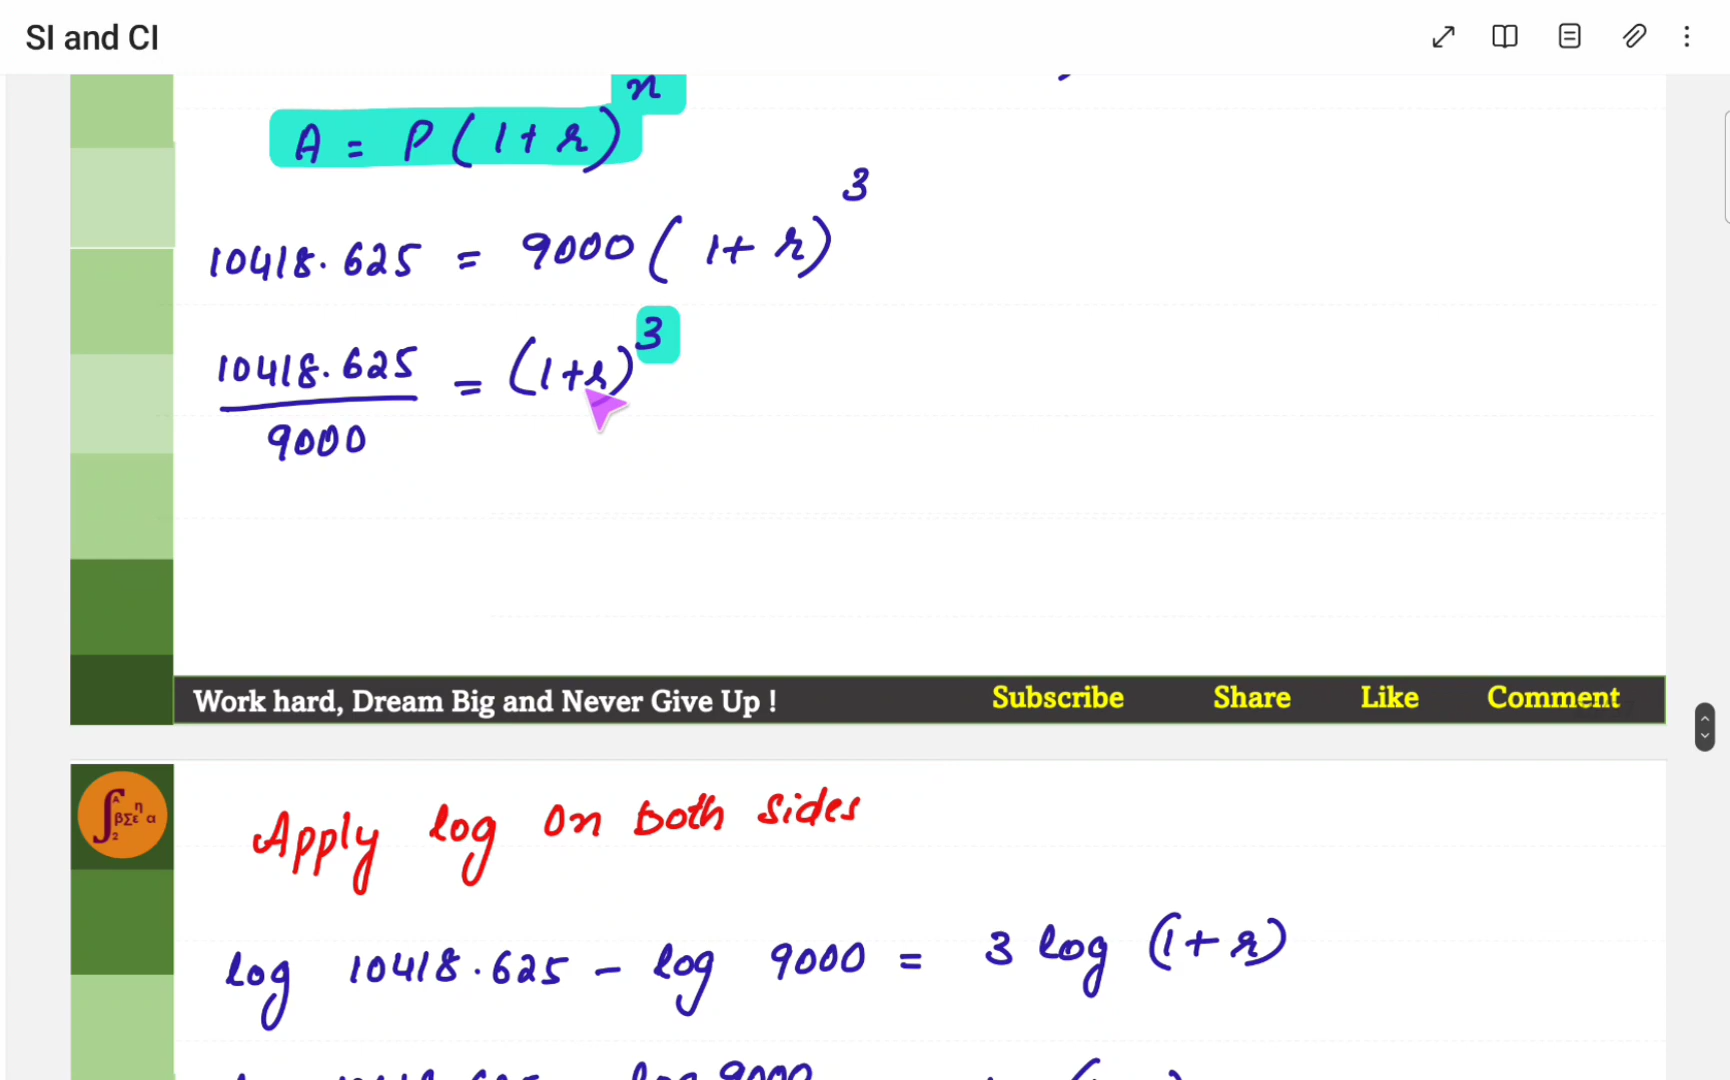 SI and CI
n
A = P(1+r)
3
10418.625 = 9000(1+r)
10418.625 = (1+r)3
9000
Work hard, Dream Big and Never Give Up ! Subscribe Share Like Comment
Apply log on both sides
log 10418.625 - log 9000 = 3 log (1+r)